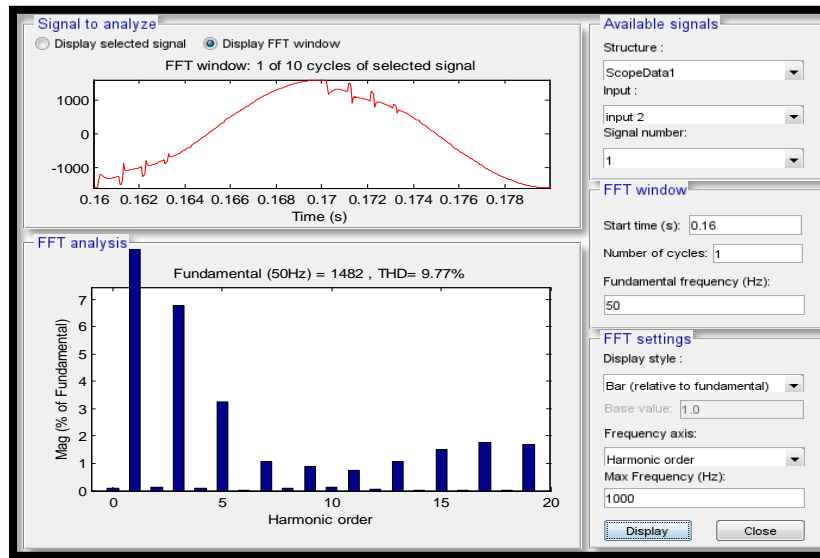 Signal to analyze
Display selected signal Display FFT window
FFT window: 1 of 10 cycles of selected signal
1000
0
-1000
0.16 0.162 0.164 0.166 0.168 0.17 0.172 0.174 0.176 0.178
Time (s)
FFT analysis
Fundamental (50Hz) = 1482 , THD= 9.77%
7
6
5
4
3
2
1
0
Mag (% of Fundamental)
0 5 10 15 20
Harmonic order
Available signals
Structure :
ScopeData1
Input :
input 2
Signal number:
1
FFT window
Start time (s): 0.16
Number of cycles: 1
Fundamental frequency (Hz):
50
FFT settings
Display style :
Bar (relative to fundamental)
Base value: 1.0
Frequency axis:
Harmonic order
Max Frequency (Hz):
1000
Display Close